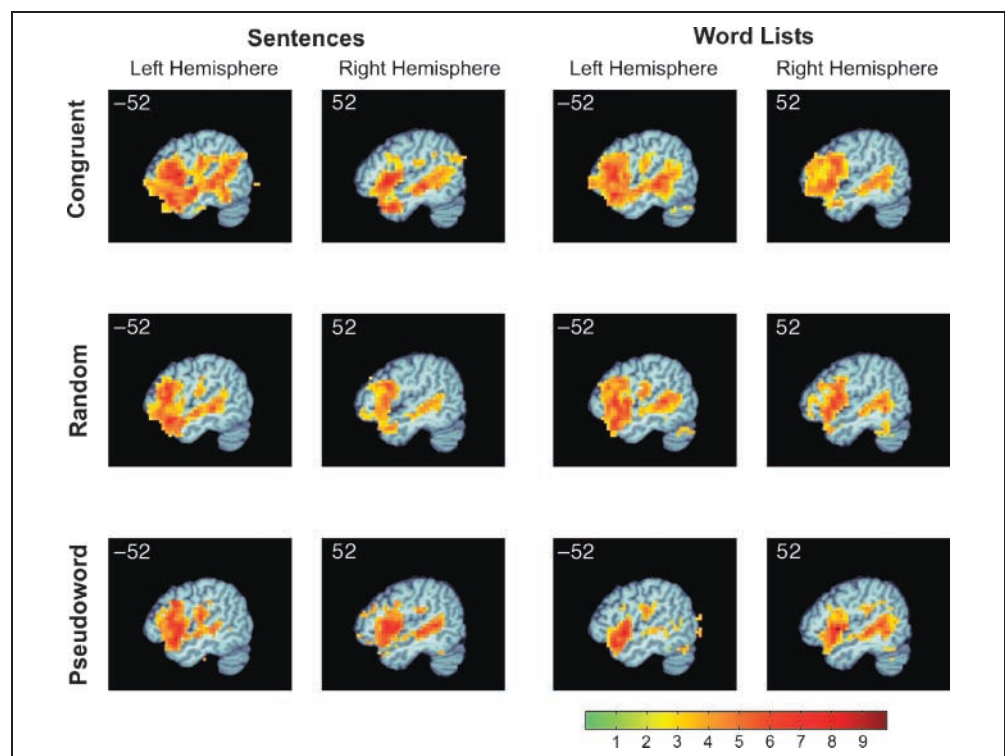 Sentences Word Lists
Left Hemisphere Right Hemisphere Left Hemisphere Right Hemisphere
Congruent
–52 52 –52 52
Random
–52 52 –52 52
Pseudoword
–52 52 –52 52
1 2 3 4 5 6 7 8 9